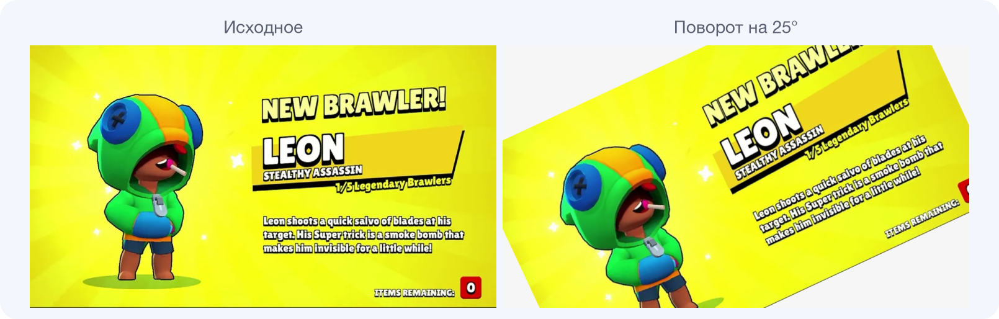 Исходное
NEW BRAWLER!
LEON
STEALTHY ASSASSIN
1/5 Legendary Brawlers
Leon shoots a quick salvo of blades at his
target. His Super trick is a smoke bomb that
makes him invisible for a little while!
ITEMS REMAINING: 0
Поворот на 25°
NEW BRAWLE
LEON
STEALTHY ASSASSIN
1/5 Legendary Brawlers
Leon shoots a quick salvo of blades at his
target. His Super trick is a smoke bomb that
makes him invisible for a little while!
ITEMS REMAINING: